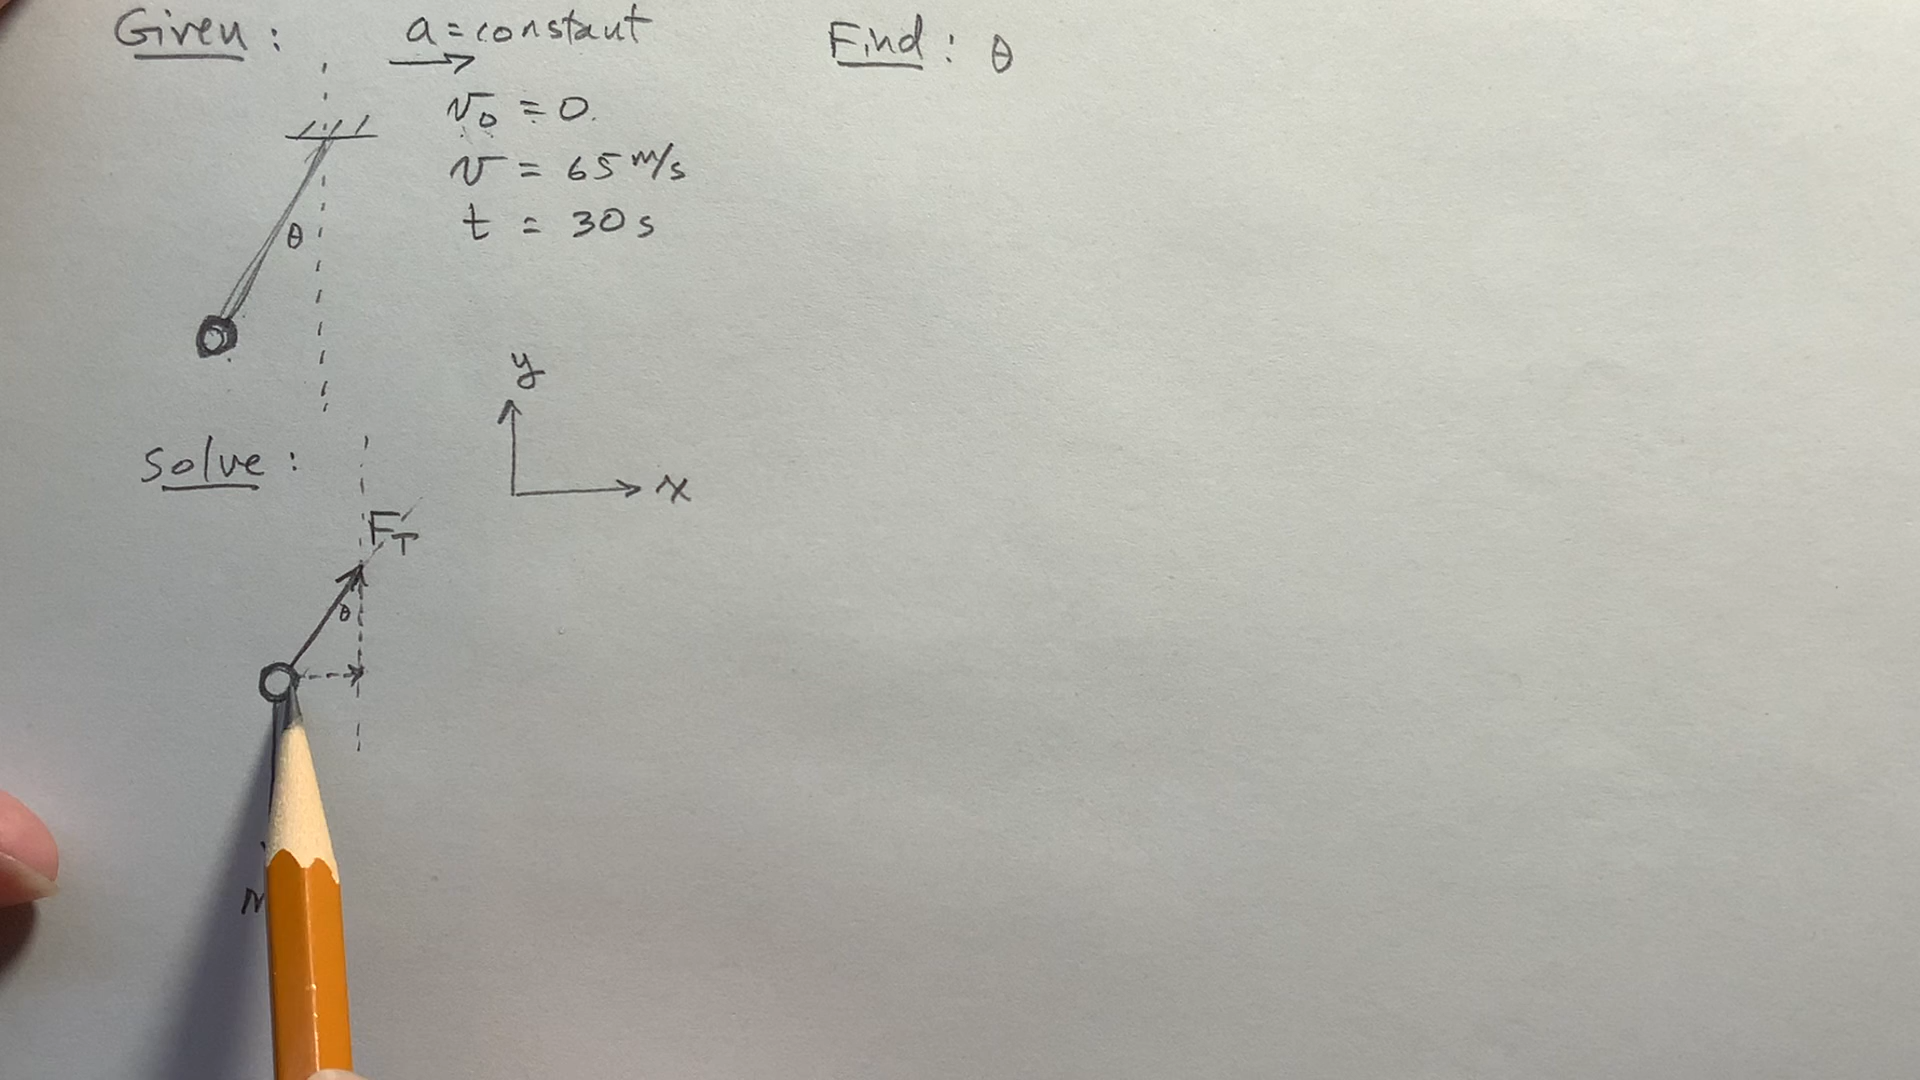 Given :
a = constant
v₀ = 0
v = 65 m/s
t = 30 s
θ
Find : θ
Solve :
y
x
F_T
θ